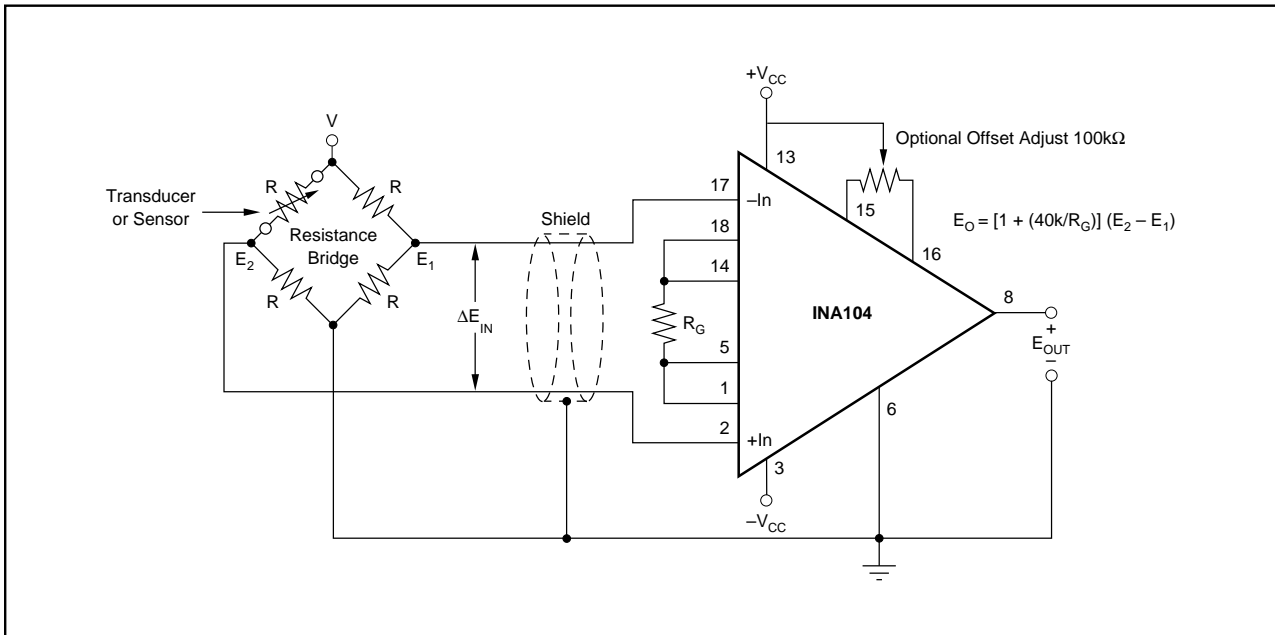 +V_CC
V
Optional Offset Adjust 100kΩ
13
R
R
Transducer
or Sensor
17
–In
15
E_O = [1 + (40k/R_G)] (E_2 – E_1)
Shield
18
Resistance
Bridge
E_2
E_1
16
14
R
R
8
ΔE_IN
R_G
INA104
+
E_OUT
–
5
1
6
2
+In
3
–V_CC